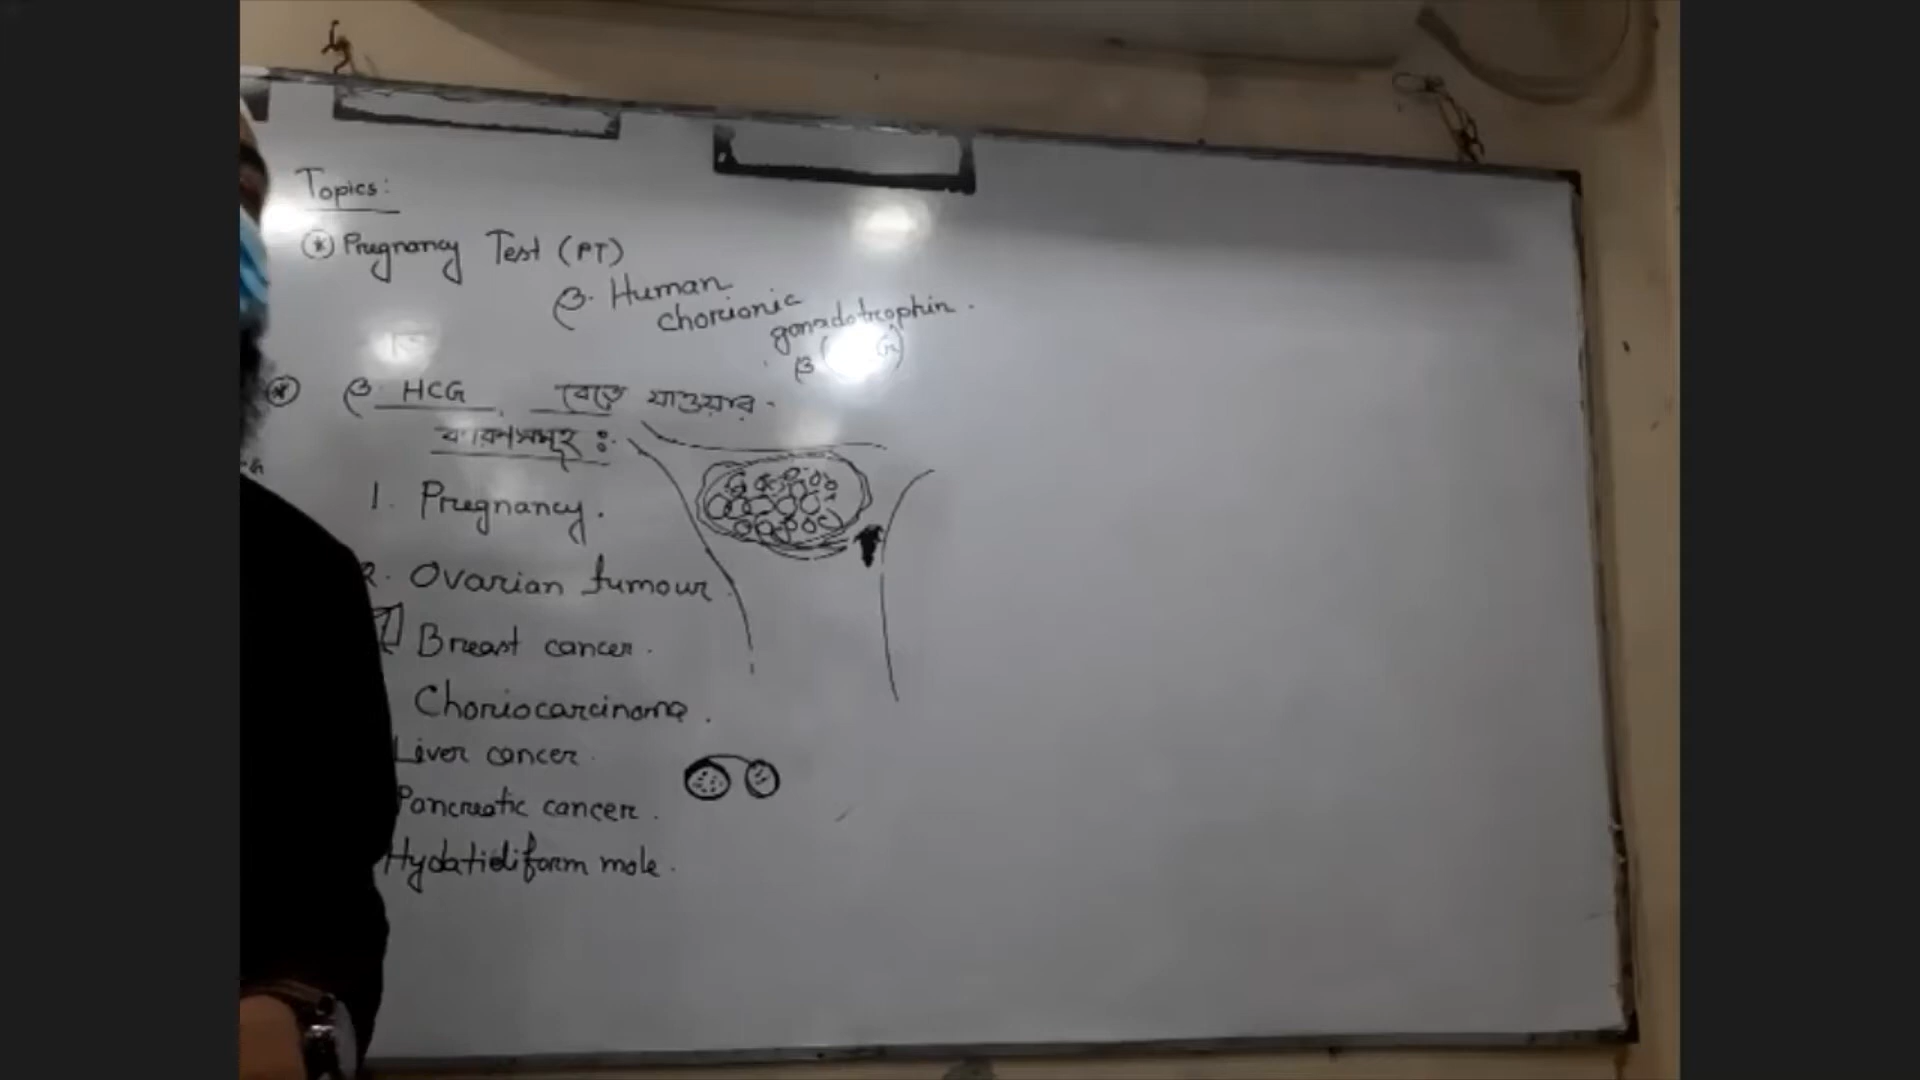 Topics:
* Pregnancy Test (PT)
β. Human
chorionic
gonadotrophin.
β ( G)
* β. HCG বেড়ে যাওয়ার -
কারণসমূহ :
1. Pregnancy.
2. Ovarian tumour.
Breast cancer.
Choriocarcinoma.
Liver cancer.
Pancreatic cancer.
Hydatidiform mole.